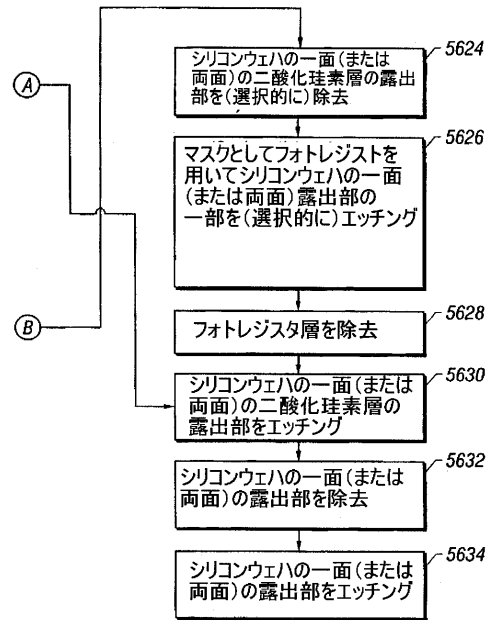 シリコンウェハの一面(または
両面)の二酸化珪素層の露出
部を(選択的に)除去
5624
A
マスクとしてフォトレジストを
用いてシリコンウェハの一面
(または両面)露出部の
一部を(選択的に)エッチング
5626
B
フォトレジスタ層を除去
5628
シリコンウェハの一面(または
両面)の二酸化珪素層の
露出部をエッチング
5630
シリコンウェハの一面(または
両面)の露出部を除去
5632
シリコンウェハの一面(または
両面)の露出部をエッチング
5634